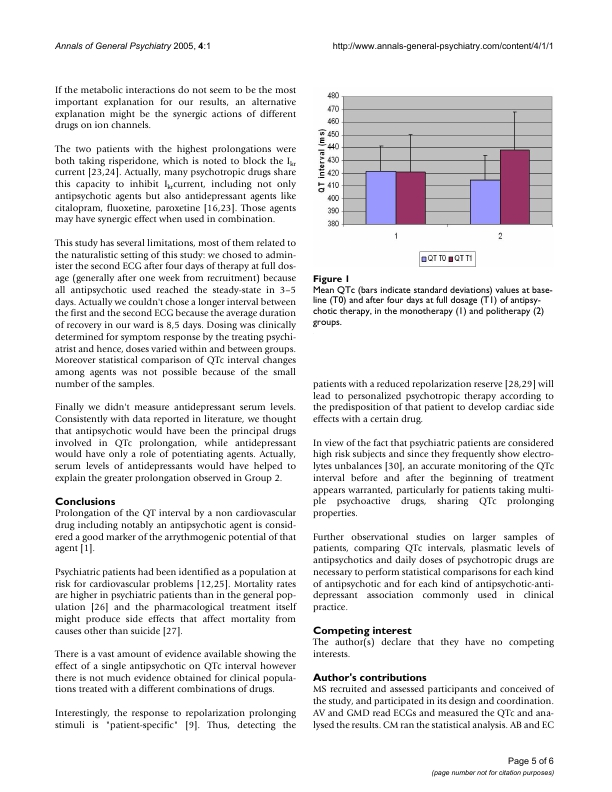 Annals of General Psychiatry 2005, 4:1
http://www.annals-general-psychiatry.com/content/4/1/1
If the metabolic interactions do not seem to be the most
important explanation for our results, an alternative
explanation might be the synergic actions of different
drugs on ion channels.
The two patients with the highest prolongations were
both taking risperidone, which is noted to block the Ikr
current [23,24]. Actually, many psychotropic drugs share
this capacity to inhibit Ikrcurrent, including not only
antipsychotic agents but also antidepressant agents like
citalopram, fluoxetine, paroxetine [16,23]. Those agents
may have synergic effect when used in combination.
This study has several limitations, most of them related to
the naturalistic setting of this study: we chosed to admin-
ister the second ECG after four days of therapy at full dos-
age (generally after one week from recruitment) because
all antipsychotic used reached the steady-state in 3–5
days. Actually we couldn't chose a longer interval between
the first and the second ECG because the average duration
of recovery in our ward is 8,5 days. Dosing was clinically
determined for symptom response by the treating psychi-
atrist and hence, doses varied within and between groups.
Moreover statistical comparison of QTc interval changes
among agents was not possible because of the small
number of the samples.
Finally we didn't measure antidepressant serum levels.
Consistently with data reported in literature, we thought
that antipsychotic would have been the principal drugs
involved in QTc prolongation, while antidepressant
would have only a role of potentiating agents. Actually,
serum levels of antidepressants would have helped to
explain the greater prolongation observed in Group 2.
Conclusions
Prolongation of the QT interval by a non cardiovascular
drug including notably an antipsychotic agent is consid-
ered a good marker of the arrythmogenic potential of that
agent [1].
Psychiatric patients had been identified as a population at
risk for cardiovascular problems [12,25]. Mortality rates
are higher in psychiatric patients than in the general pop-
ulation [26] and the pharmacological treatment itself
might produce side effects that affect mortality from
causes other than suicide [27].
There is a vast amount of evidence available showing the
effect of a single antipsychotic on QTc interval however
there is not much evidence obtained for clinical popula-
tions treated with a different combinations of drugs.
Interestingly, the response to repolarization prolonging
stimuli is "patient-specific" [9]. Thus, detecting the
480
470
460
450
440
430
420
410
400
390
380
QT Interval (ms)
1
2
QT T0 QT T1
Figure 1
Mean QTc (bars indicate standard deviations) values at base-
line (T0) and after four days at full dosage (T1) of antipsy-
chotic therapy, in the monotherapy (1) and politherapy (2)
groups.
patients with a reduced repolarization reserve [28,29] will
lead to personalized psychotropic therapy according to
the predisposition of that patient to develop cardiac side
effects with a certain drug.
In view of the fact that psychiatric patients are considered
high risk subjects and since they frequently show electro-
lytes unbalances [30], an accurate monitoring of the QTc
interval before and after the beginning of treatment
appears warranted, particularly for patients taking multi-
ple psychoactive drugs, sharing QTc prolonging
properties.
Further observational studies on larger samples of
patients, comparing QTc intervals, plasmatic levels of
antipsychotics and daily doses of psychotropic drugs are
necessary to perform statistical comparisons for each kind
of antipsychotic and for each kind of antipsychotic-anti-
depressant association commonly used in clinical
practice.
Competing interest
The author(s) declare that they have no competing
interests.
Author's contributions
MS recruited and assessed participants and conceived of
the study, and participated in its design and coordination.
AV and GMD read ECGs and measured the QTc and ana-
lysed the results. CM ran the statistical analysis. AB and EC
Page 5 of 6
(page number not for citation purposes)